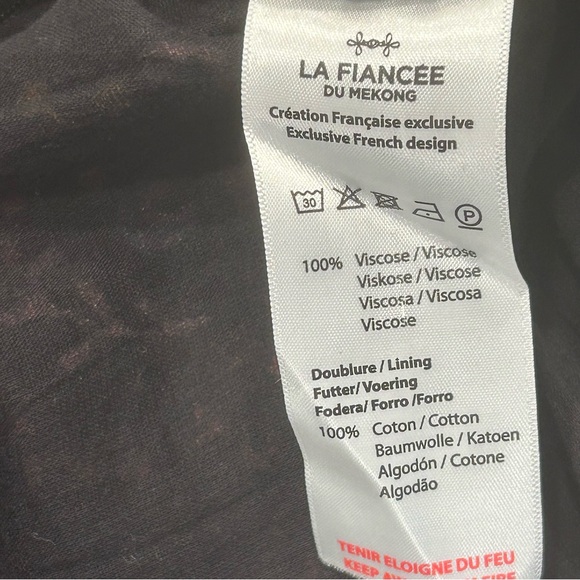 LA FIANCÉE
DU MEKONG
Création Française exclusive
Exclusive French design
30 P
100% Viscose / Viscose
Viskose / Viscose
Viscosa / Viscosa
Viscose
Doublure / Lining
Futter/ Voering
Fodera/ Forro /Forro
100% Coton / Cotton
Baumwolle / Katoen
Algodón / Cotone
Algodão
TENIR ELOIGNE DU FEU
KEEP FIRE